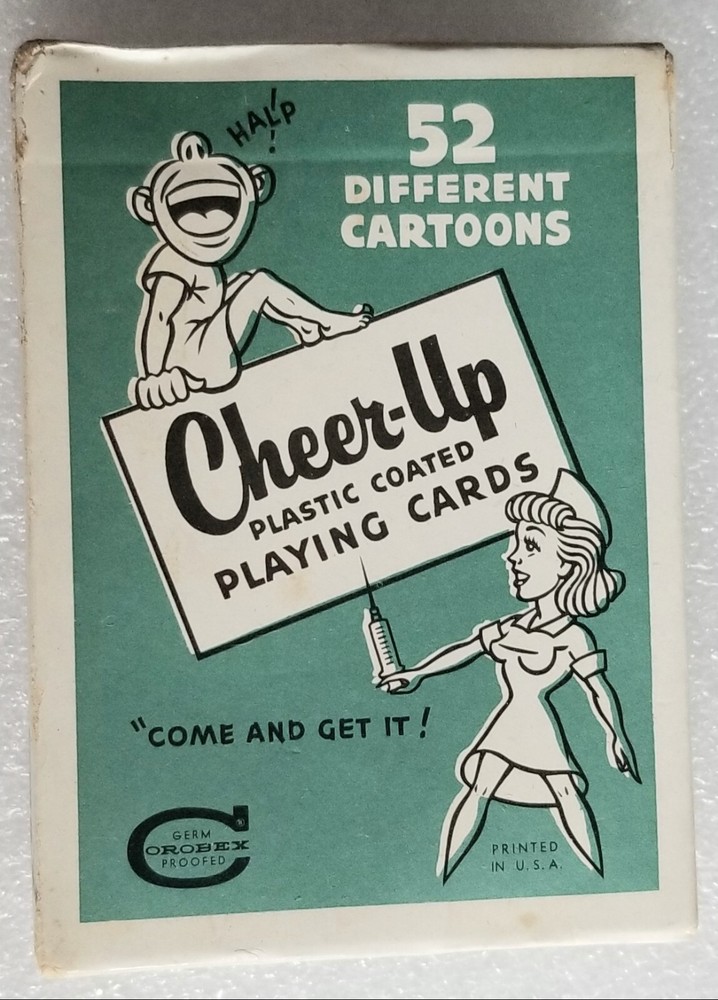 HALP!
52
DIFFERENT
CARTOONS
Cheer-Up
PLASTIC COATED
PLAYING CARDS
"COME AND GET IT!
GERM
COROBEX ®
PROOFED
PRINTED
IN U.S.A.